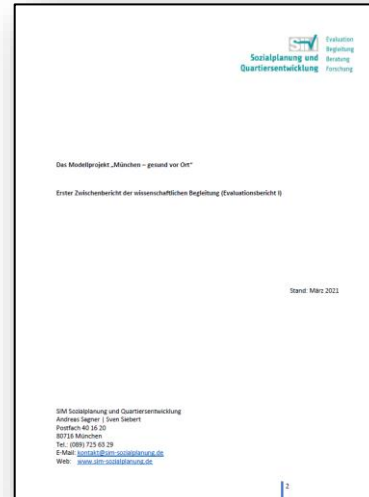 SIM
Sozialplanung und
Quartiersentwicklung
Evaluation
Begleitung
Beratung
Forschung
Das Modellprojekt „München – gesund vor Ort“
Erster Zwischenbericht der wissenschaftlichen Begleitung (Evaluationsbericht I)
Stand: März 2021
SIM Sozialplanung und Quartiersentwicklung
Andreas Sagner | Sven Siebert
Postfach 40 16 20
80716 München
Tel.: (089) 725 63 29
E-Mail: kontakt@sim-sozialplanung.de
Web: www.sim-sozialplanung.de
2